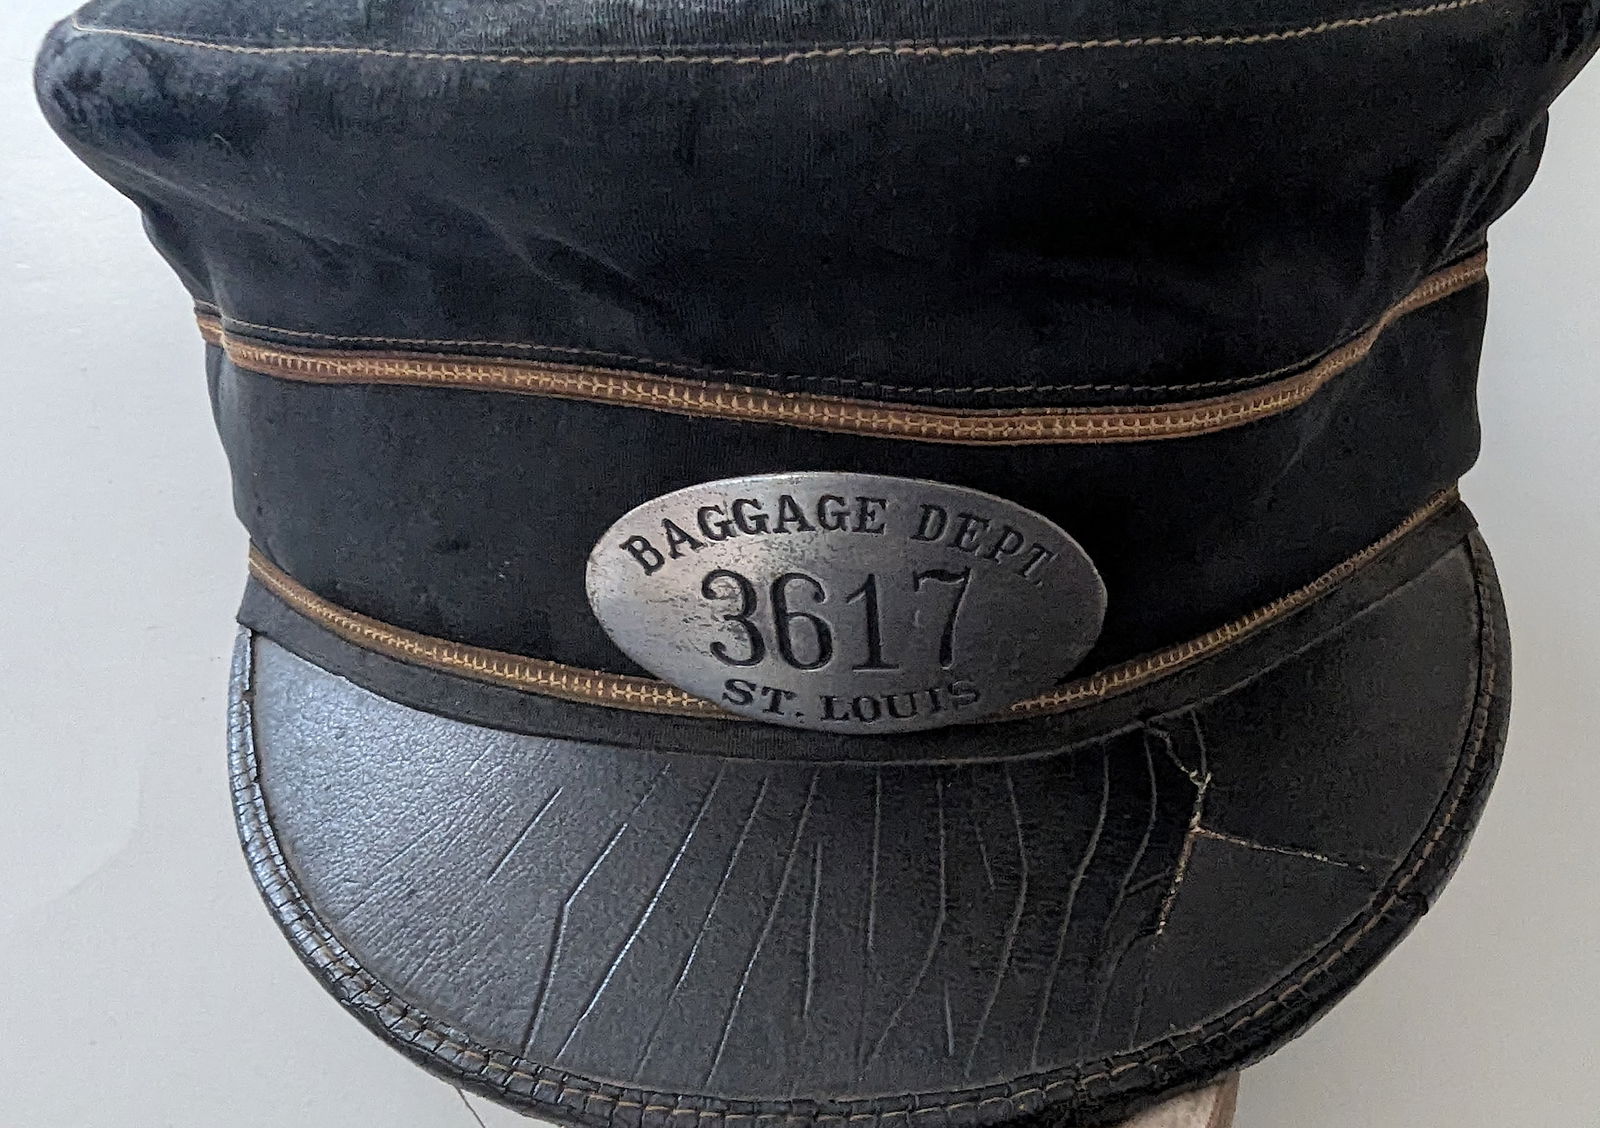 BAGGAGE DEPT.
3617
ST. LOUIS